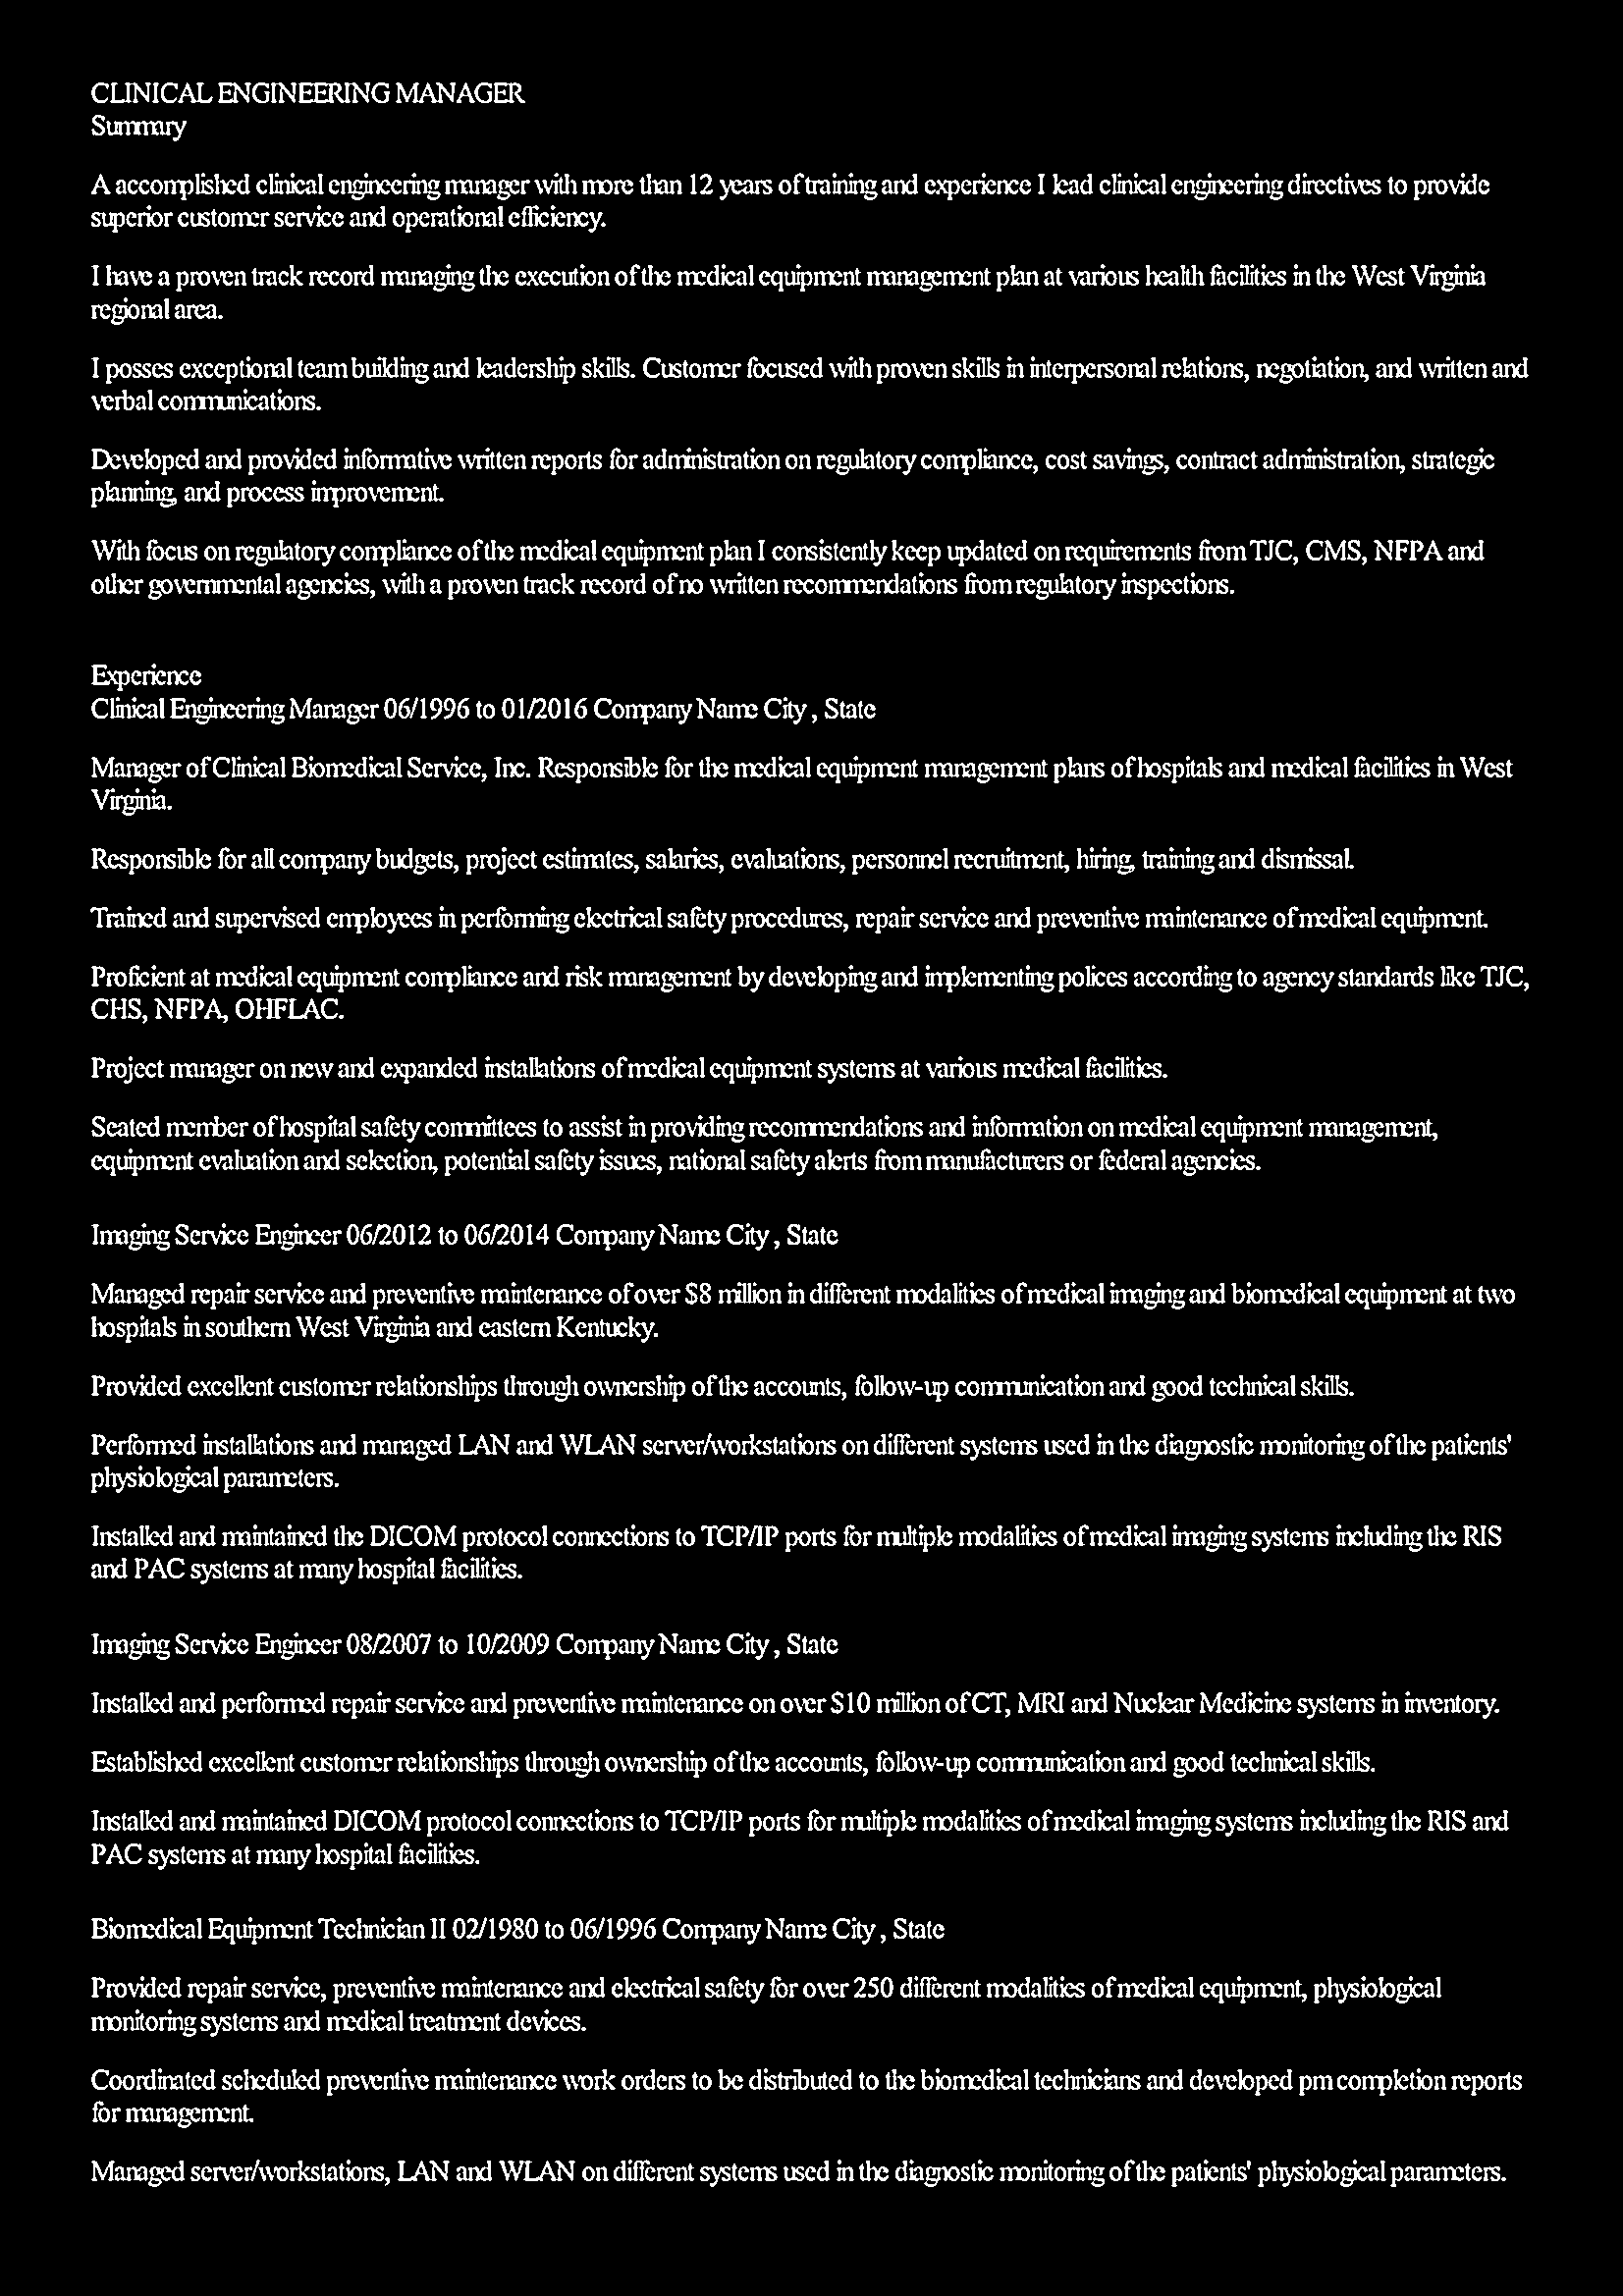 CLINICAL ENGINEERING MANAGER
Summary
A accomplished clinical engineering manager with more than 12 years of training and experience I lead clinical engineering directives to provide
superior customer service and operational efficiency.
I have a proven track record managing the execution of the medical equipment management plan at various health facilities in the West Virginia
regional area.
I posses exceptional team building and leadership skills. Customer focused with proven skills in interpersonal relations, negotiation, and written and
verbal communications.
Developed and provided informative written reports for administration on regulatory compliance, cost savings, contract administration, strategic
planning, and process improvement.
With focus on regulatory compliance of the medical equipment plan I consistently keep updated on requirements from TJC, CMS, NFPA and
other governmental agencies, with a proven track record of no written recommendations from regulatory inspections.
Experience
Clinical Engineering Manager 06/1996 to 01/2016 Company Name City , State
Manager of Clinical Biomedical Service, Inc. Responsible for the medical equipment management plans of hospitals and medical facilities in West
Virginia.
Responsible for all company budgets, project estimates, salaries, evaluations, personnel recruitment, hiring, training and dismissal.
Trained and supervised employees in performing electrical safety procedures, repair service and preventive maintenance of medical equipment.
Proficient at medical equipment compliance and risk management by developing and implementing polices according to agency standards like TJC,
CHS, NFPA, OHFLAC.
Project manager on new and expanded installations of medical equipment systems at various medical facilities.
Seated member of hospital safety committees to assist in providing recommendations and information on medical equipment management,
equipment evaluation and selection, potential safety issues, national safety alerts from manufacturers or federal agencies.
Imaging Service Engineer 06/2012 to 06/2014 Company Name City , State
Managed repair service and preventive maintenance of over $8 million in different modalities of medical imaging and biomedical equipment at two
hospitals in southern West Virginia and eastern Kentucky.
Provided excellent customer relationships through ownership of the accounts, follow-up communication and good technical skills.
Performed installations and managed LAN and WLAN server/workstations on different systems used in the diagnostic monitoring of the patients'
physiological parameters.
Installed and maintained the DICOM protocol connections to TCP/IP ports for multiple modalities of medical imaging systems including the RIS
and PAC systems at many hospital facilities.
Imaging Service Engineer 08/2007 to 10/2009 Company Name City , State
Installed and performed repair service and preventive maintenance on over $10 million of CT, MRI and Nuclear Medicine systems in inventory.
Established excellent customer relationships through ownership of the accounts, follow-up communication and good technical skills.
Installed and maintained DICOM protocol connections to TCP/IP ports for multiple modalities of medical imaging systems including the RIS and
PAC systems at many hospital facilities.
Biomedical Equipment Technician II 02/1980 to 06/1996 Company Name City , State
Provided repair service, preventive maintenance and electrical safety for over 250 different modalities of medical equipment, physiological
monitoring systems and medical treatment devices.
Coordinated scheduled preventive maintenance work orders to be distributed to the biomedical technicians and developed pm completion reports
for management.
Managed server/workstations, LAN and WLAN on different systems used in the diagnostic monitoring of the patients' physiological parameters.